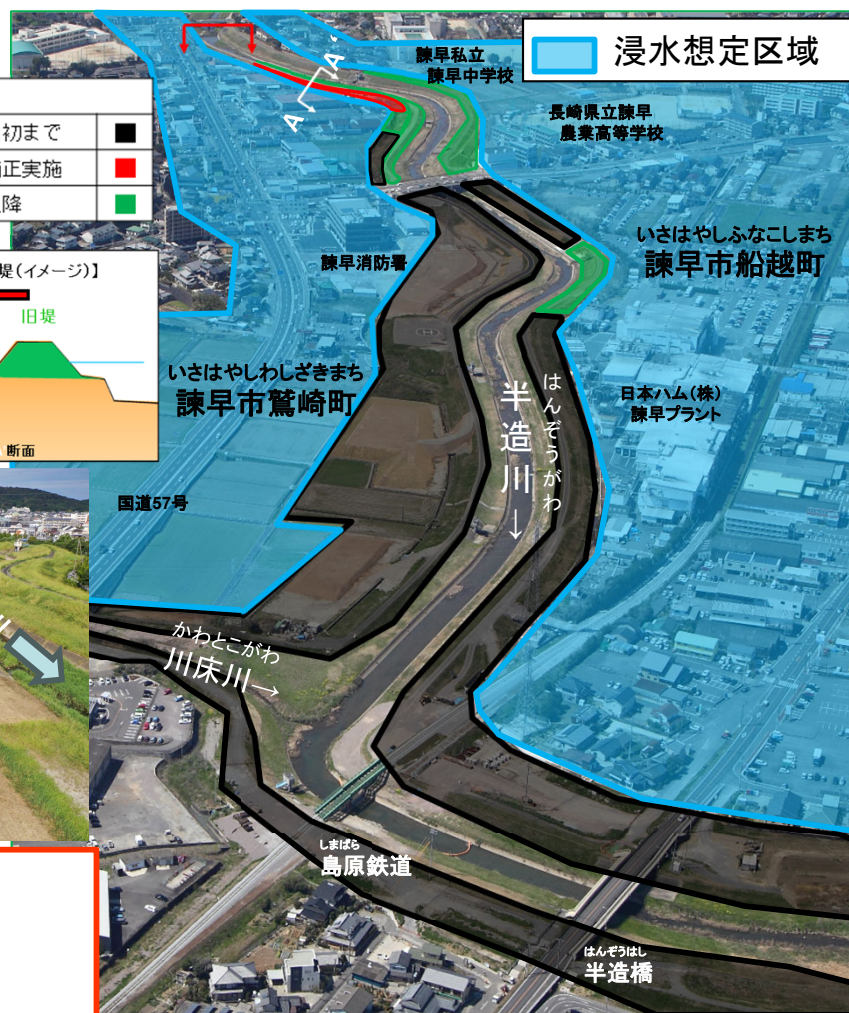 浸水想定区域
初まで
補正実施
降
堤(イメージ)】
旧堤
断面
A
A'
諫早私立
諫早中学校
長崎県立諫早
農業高等学校
諫早消防署
いさはやしふなこしまち
諫早市船越町
いさはやしわしざきまち
諫早市鷲崎町
日本ハム(株)
諫早プラント
半造川→
はんぞうがわ
国道57号
かわとこがわ
川床川→
しまばら
島原鉄道
はんぞうはし
半造橋